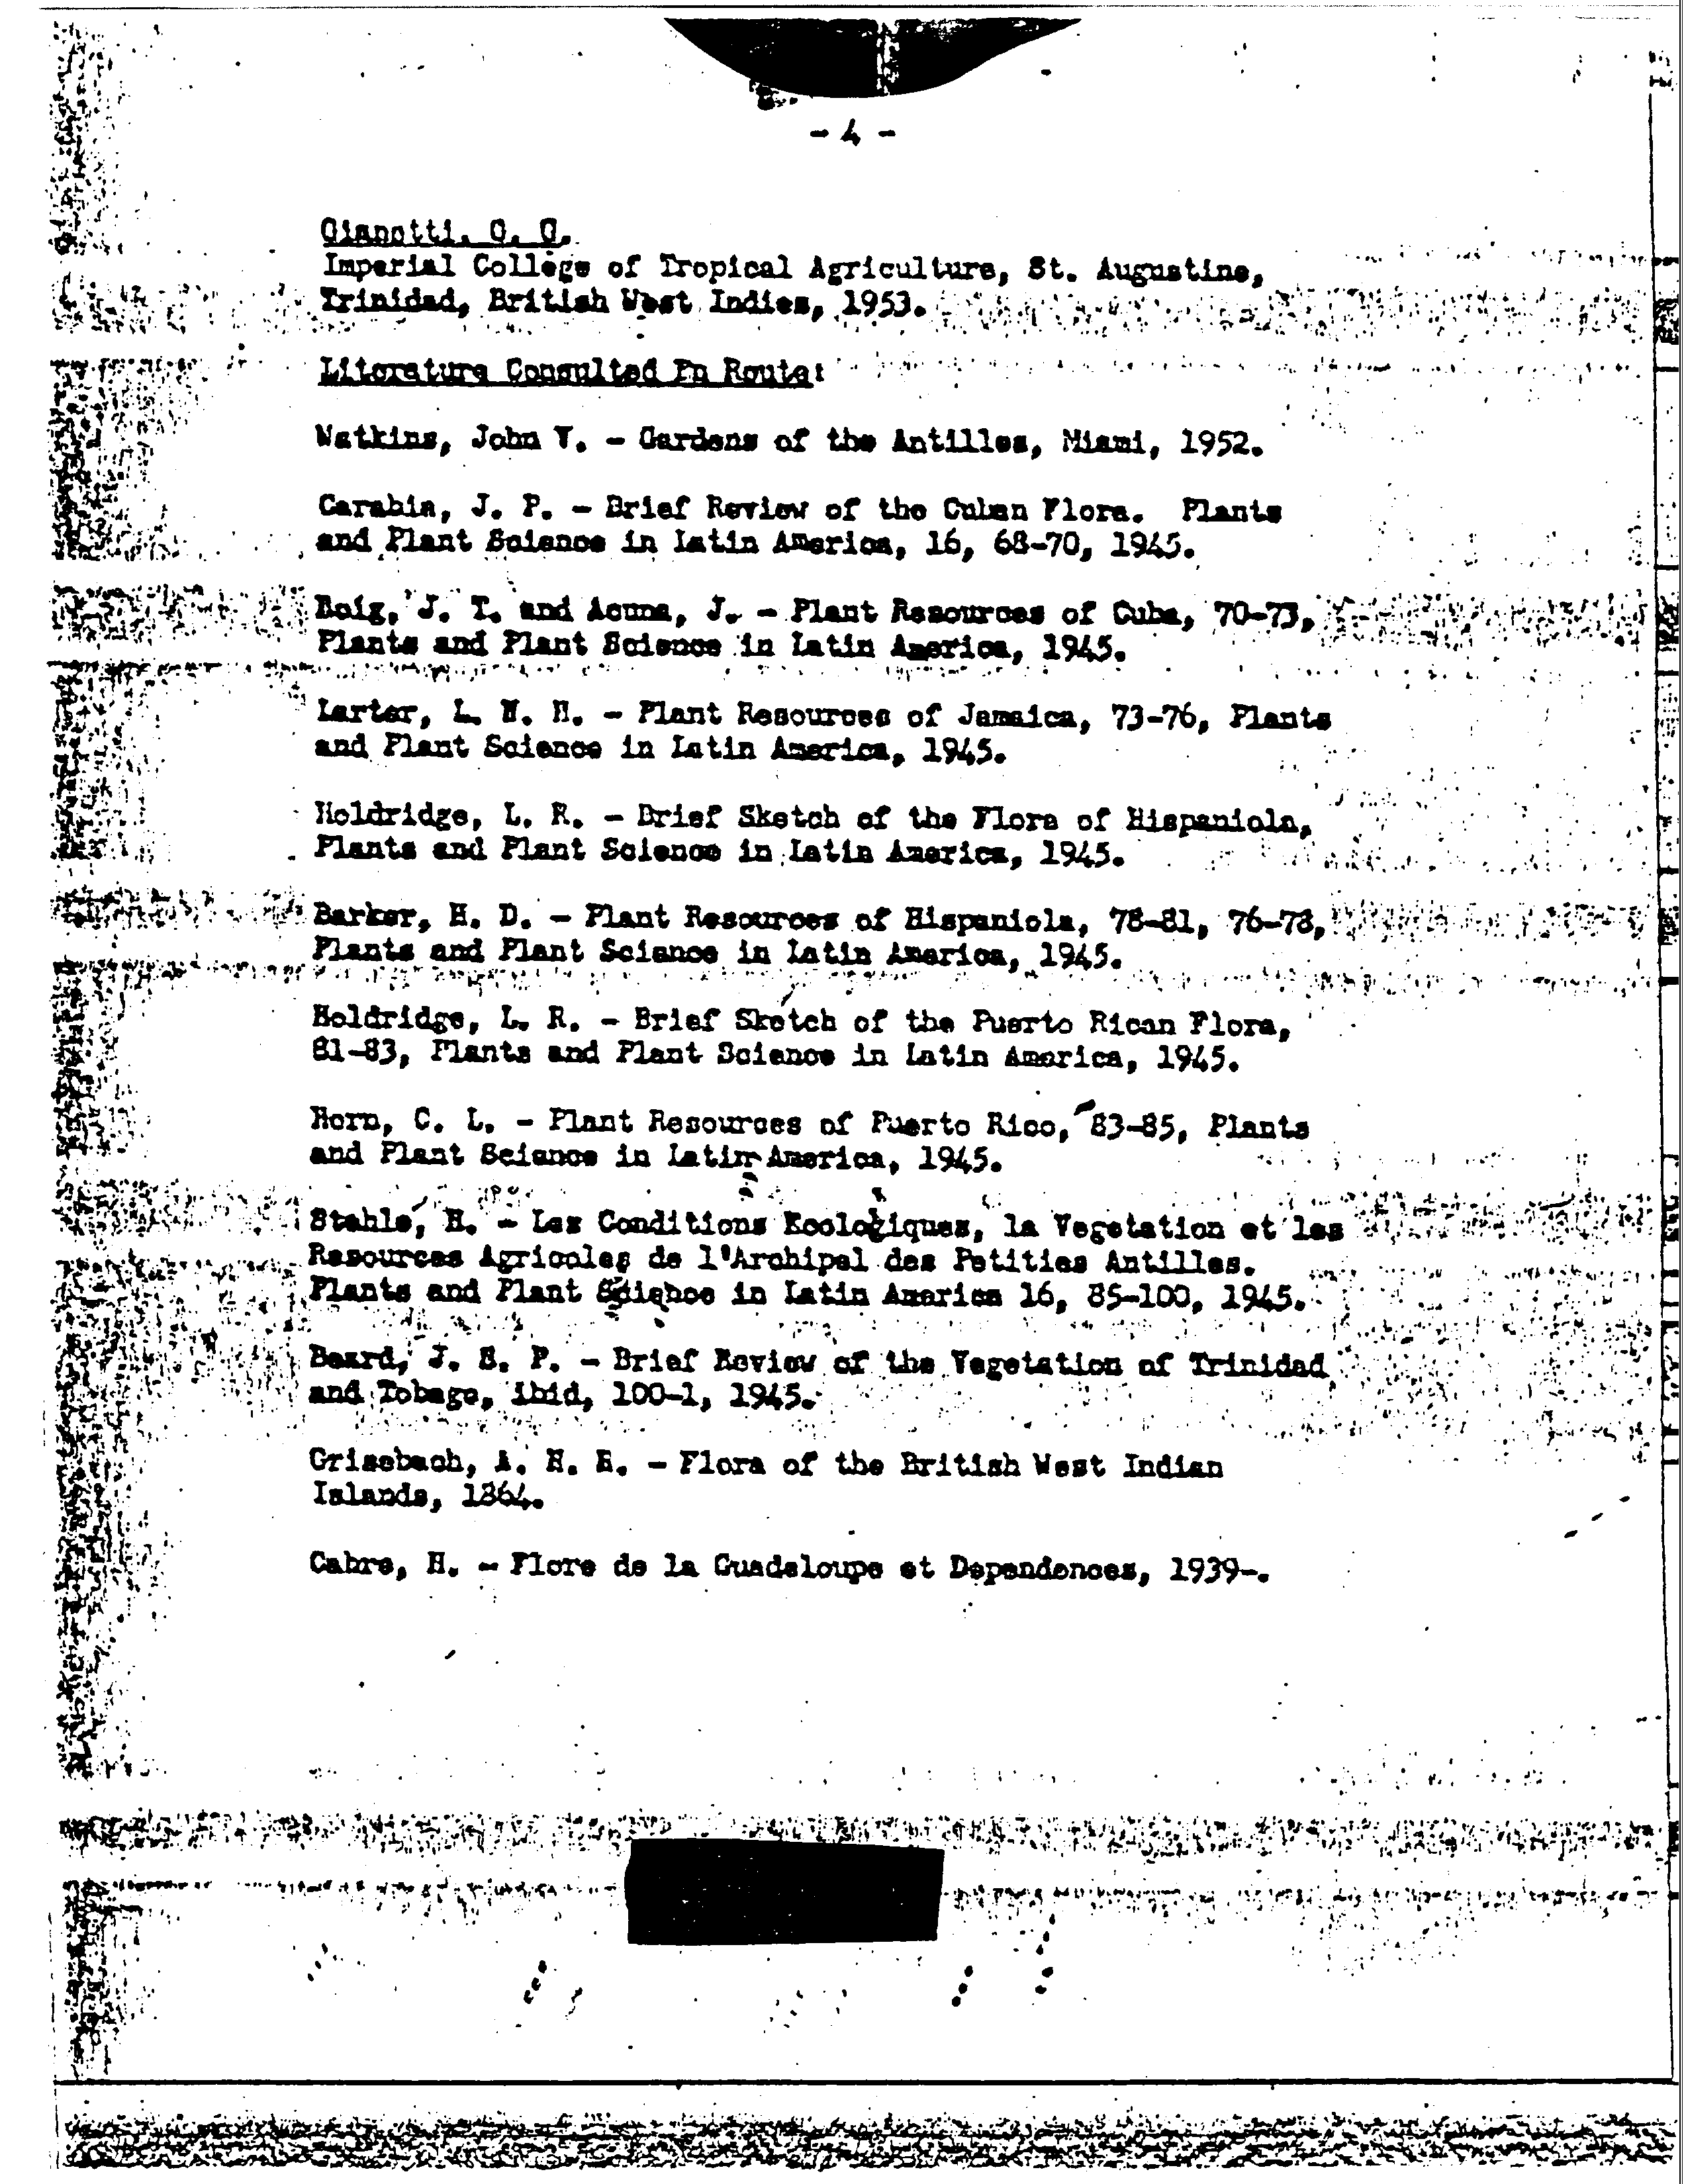 - 4 -
Gianotti, G. G.
Imperial College of Tropical Agriculture, St. Augustine,
Trinidad, British West Indies, 1953.
Literature Consulted En Route:
Watkins, John V. - Gardens of the Antilles, Miami, 1952.
Carabia, J. P. - Brief Review of the Cuban Flora. Plants
and Plant Science in Latin America, 16, 68-70, 1945.
Roig, J. T. and Acuna, J. - Plant Resources of Cuba, 70-73,
Plants and Plant Science in Latin America, 1945.
Larter, L. N. H. - Plant Resources of Jamaica, 73-76, Plants
and Plant Science in Latin America, 1945.
Holdridge, L. R. - Brief Sketch of the Flora of Hispaniola,
Plants and Plant Science in Latin America, 1945.
Barker, H. D. - Plant Resources of Hispaniola, 78-81, 76-78,
Plants and Plant Science in Latin America, 1945.
Holdridge, L. R. - Brief Sketch of the Puerto Rican Flora,
81-83, Plants and Plant Science in Latin America, 1945.
Horn, C. L. - Plant Resources of Puerto Rico, 83-85, Plants
and Plant Science in Latin America, 1945.
Stehle, H. - Les Conditions Ecologiques, la Vegetation et les
Resources Agricoles de l'Archipel des Petities Antilles.
Plants and Plant Science in Latin America 16, 85-100, 1945.
Beard, J. S. P. - Brief Review of the Vegetation of Trinidad
and Tobago, ibid, 100-1, 1945.
Grisebach, A. H. R. - Flora of the British West Indian
Islands, 1864.
Cabre, H. - Flore de la Guadeloupe et Dependences, 1939-.